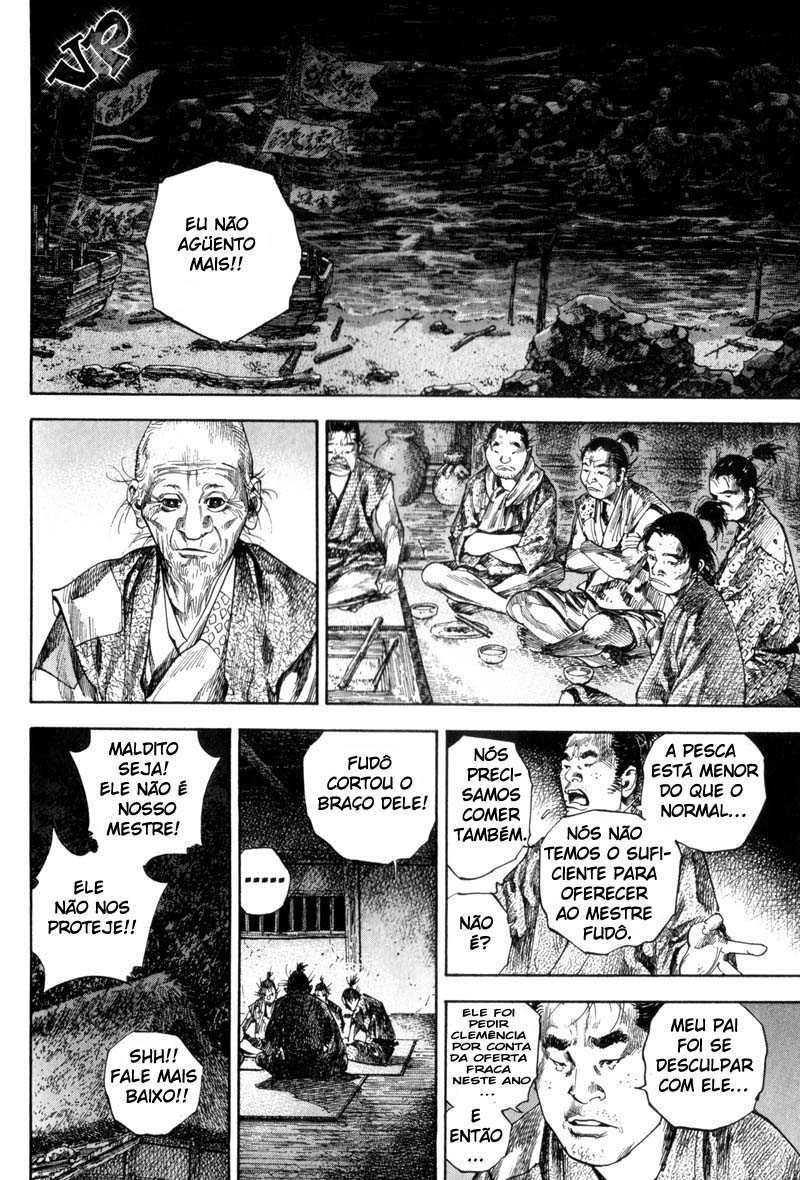 VR
EU NÃO
AGÜENTO
MAIS!!
A PESCA
ESTÁ MENOR
DO QUE O
NORMAL...
NÓS NÃO
TEMOS O SUFI-
CIENTE PARA
OFERECER
AO MESTRE
FUDÔ.
NÓS
PRECI-
SAMOS
COMER
TAMBÉM.
NÃO
É?
MEU PAI
FOI SE
DESCULPAR
COM ELE...
ELE FOI
PEDIR
CLEMÊNCIA
POR CONTA
DA OFERTA
FRACA
NESTE ANO
...
E
ENTÃO
...
FUDÔ
CORTOU O
BRAÇO DELE!
......
MALDITO
SEJA!
ELE NÃO É
NOSSO
MESTRE!
ELE
NÃO NOS
PROTEJE!!
SHH!!
FALE MAIS
BAIXO!!